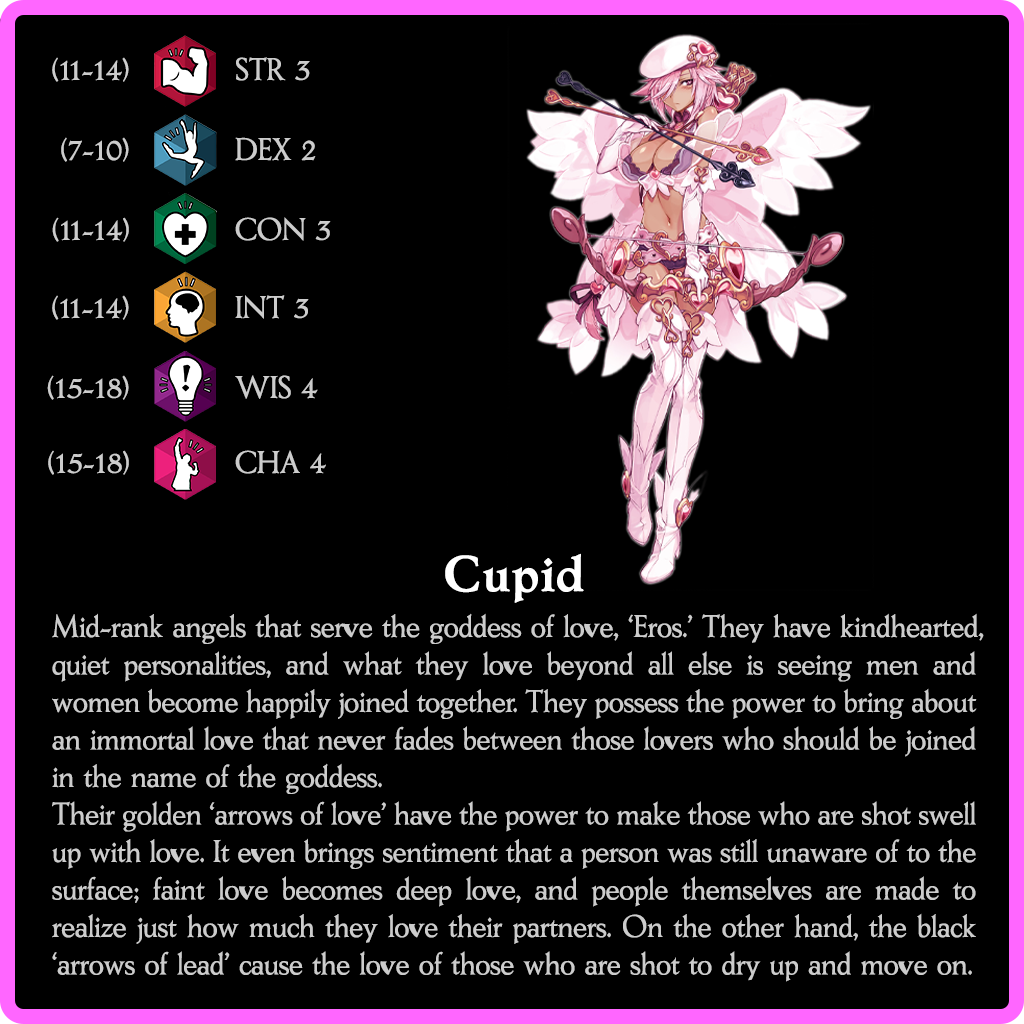 (11-14) STR 3
(7-10) DEX 2
(11-14) CON 3
(11-14) INT 3
(15-18) WIS 4
(15-18) CHA 4
Cupid
Mid-rank angels that serve the goddess of love, ‘Eros.’ They have kindhearted,
quiet personalities, and what they love beyond all else is seeing men and
women become happily joined together. They possess the power to bring about
an immortal love that never fades between those lovers who should be joined
in the name of the goddess.
Their golden ‘arrows of love’ have the power to make those who are shot swell
up with love. It even brings sentiment that a person was still unaware of to the
surface; faint love becomes deep love, and people themselves are made to
realize just how much they love their partners. On the other hand, the black
‘arrows of lead’ cause the love of those who are shot to dry up and move on.